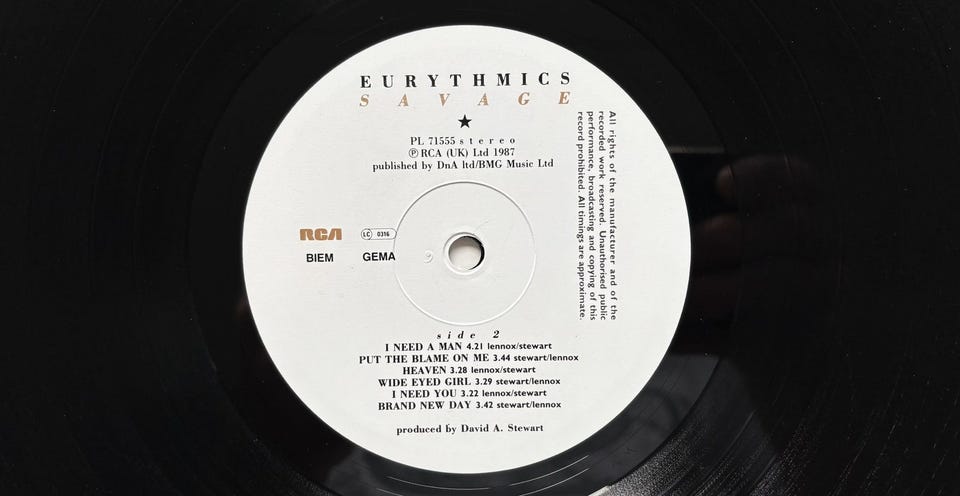 EURYTHMICS
SAVAGE
★
PL 71555 stereo
℗ RCA (UK) Ltd 1987
published by DnA ltd/BMG Music Ltd
All rights of the manufacturer and of the
recorded work reserved. Unauthorised public
performance, broadcasting and copying of this
record prohibited. All timings are approximate.
RCA
LC 0316
BIEM GEMA
side 2
I NEED A MAN 4.21 lennox/stewart
PUT THE BLAME ON ME 3.44 stewart/lennox
HEAVEN 3.28 lennox/stewart
WIDE EYED GIRL 3.29 stewart/lennox
I NEED YOU 3.22 lennox/stewart
BRAND NEW DAY 3.42 stewart/lennox
produced by David A. Stewart